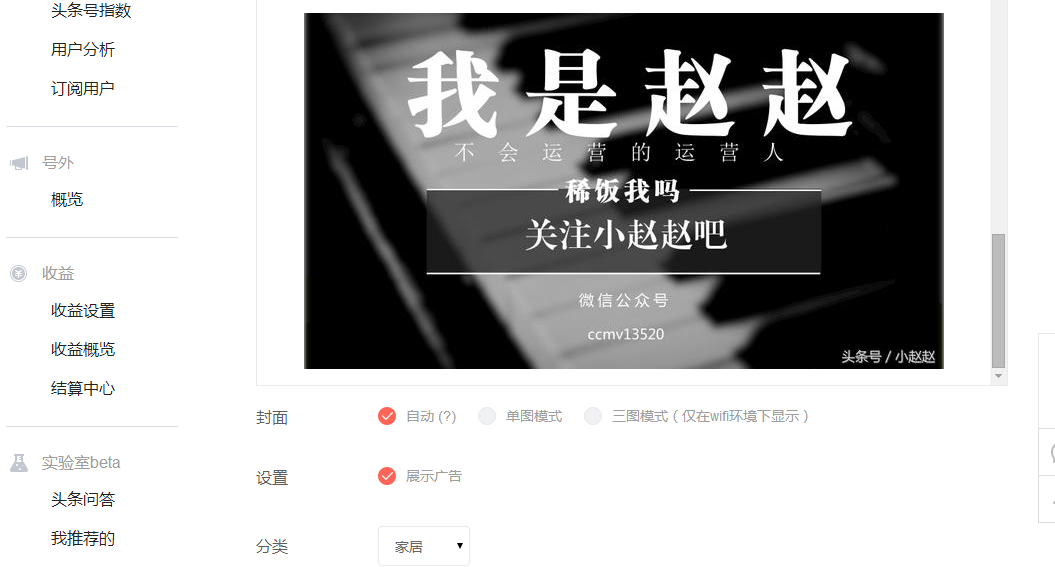 头条号指数
用户分析
订阅用户
号外
概览
收益
收益设置
收益概览
结算中心
实验室beta
头条问答
我推荐的
我是赵赵
不会运营的运营人
稀饭我吗
关注小赵赵吧
微信公众号
ccmv13520
头条号 / 小赵赵
封面
自动 (?)
单图模式
三图模式（仅在wifi环境下显示）
设置
展示广告
分类
家居